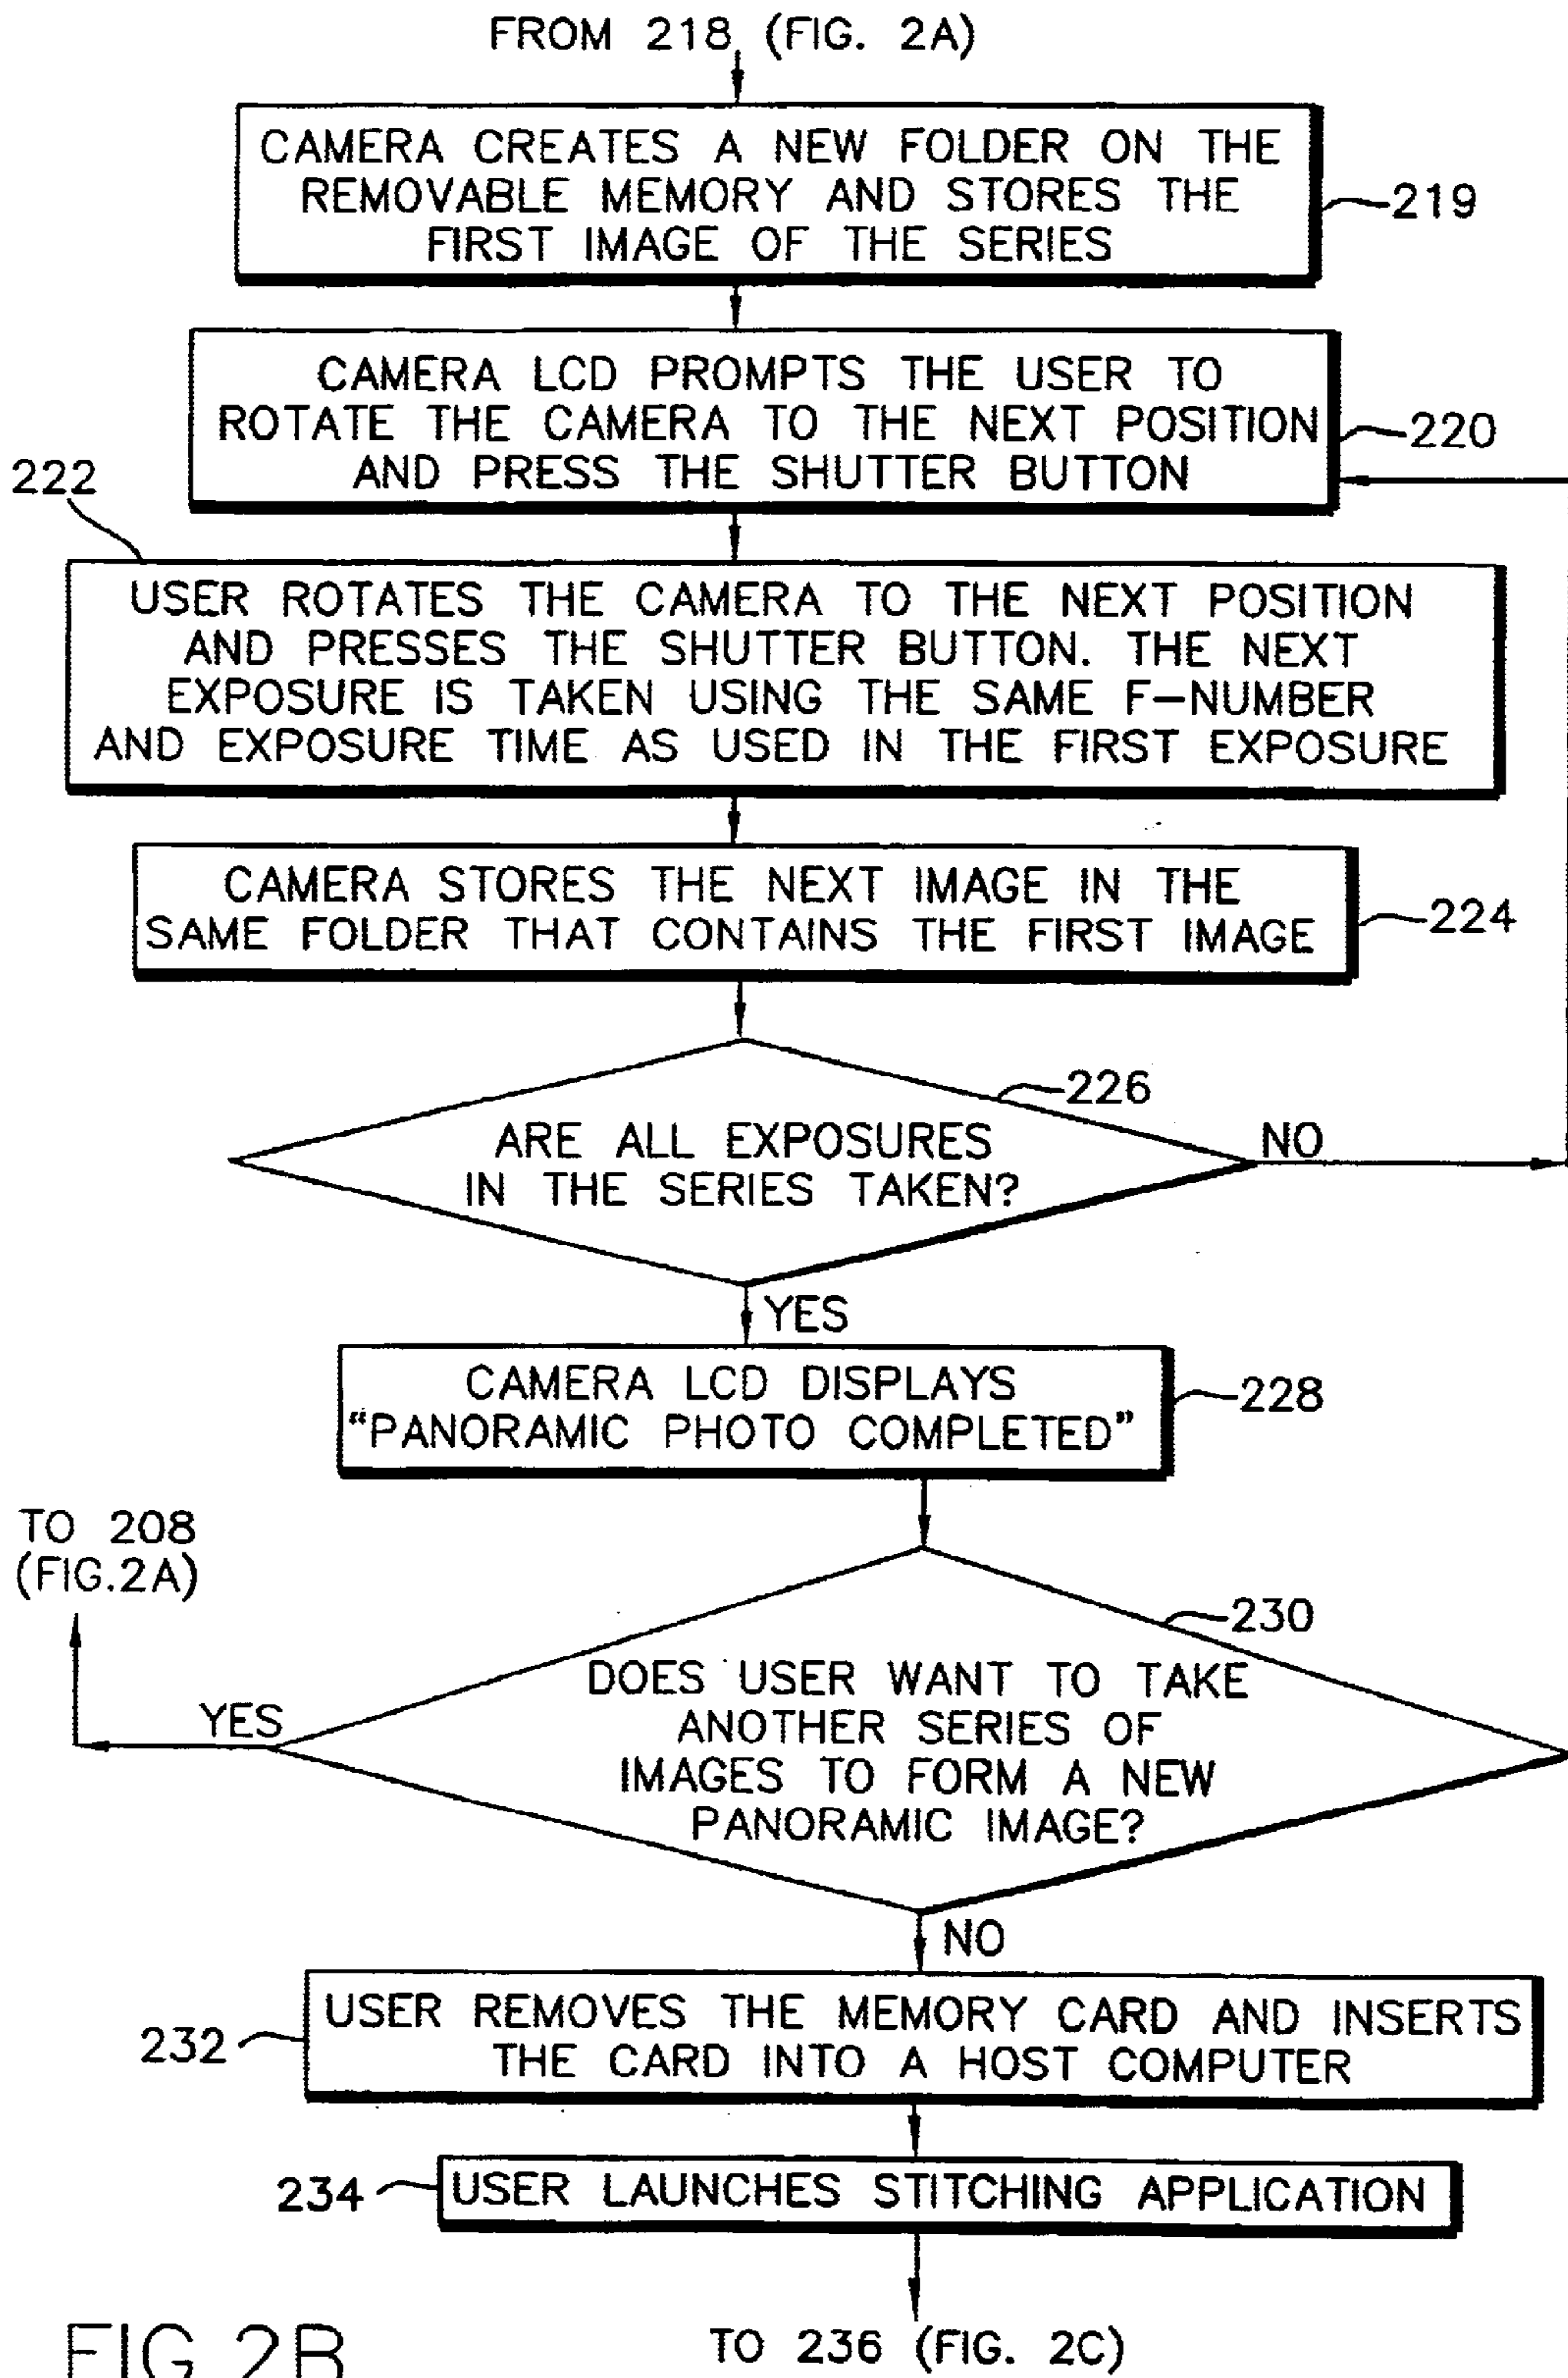 FROM 218 (FIG. 2A)
CAMERA CREATES A NEW FOLDER ON THE
REMOVABLE MEMORY AND STORES THE
FIRST IMAGE OF THE SERIES
219
CAMERA LCD PROMPTS THE USER TO
ROTATE THE CAMERA TO THE NEXT POSITION
AND PRESS THE SHUTTER BUTTON
220
222
USER ROTATES THE CAMERA TO THE NEXT POSITION
AND PRESSES THE SHUTTER BUTTON. THE NEXT
EXPOSURE IS TAKEN USING THE SAME F-NUMBER
AND EXPOSURE TIME AS USED IN THE FIRST EXPOSURE
CAMERA STORES THE NEXT IMAGE IN THE
SAME FOLDER THAT CONTAINS THE FIRST IMAGE
224
226
ARE ALL EXPOSURES
IN THE SERIES TAKEN?
NO
YES
CAMERA LCD DISPLAYS
“PANORAMIC PHOTO COMPLETED”
228
TO 208
(FIG.2A)
230
DOES USER WANT TO TAKE
ANOTHER SERIES OF
IMAGES TO FORM A NEW
PANORAMIC IMAGE?
YES
NO
232
USER REMOVES THE MEMORY CARD AND INSERTS
THE CARD INTO A HOST COMPUTER
234
USER LAUNCHES STITCHING APPLICATION
TO 236 (FIG. 2C)
FIG. 2B